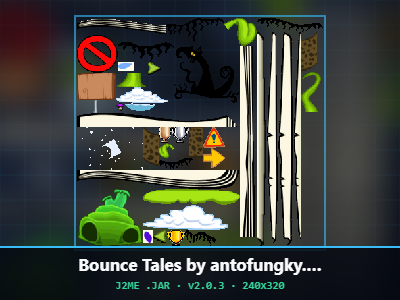 Bounce Tales by antofungky....
J2ME .JAR · v2.0.3 · 240x320